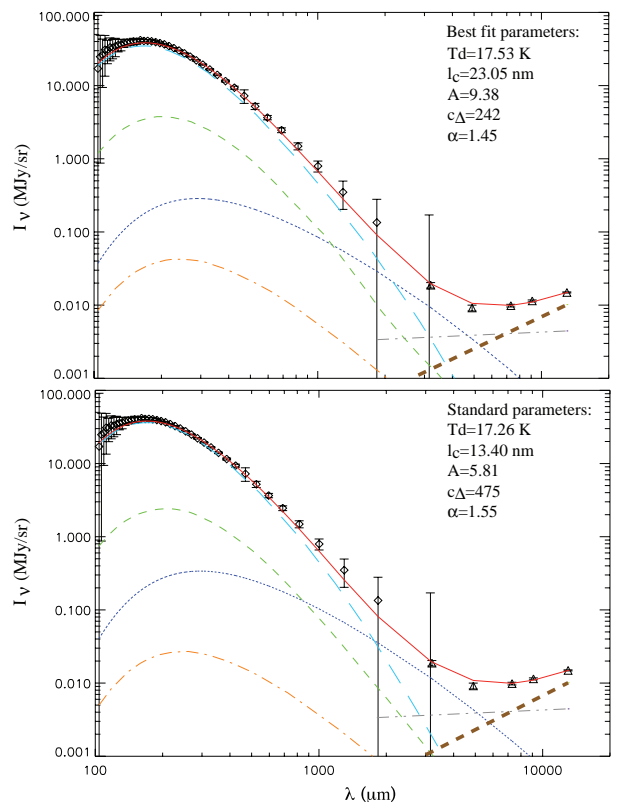 Best fit parameters:
Td=17.53 K
lc=23.05 nm
A=9.38
cΔ=242
α=1.45
100.000
10.000
1.000
0.100
0.010
0.001
I ν (MJy/sr)
Standard parameters:
Td=17.26 K
lc=13.40 nm
A=5.81
cΔ=475
α=1.55
100.000
10.000
1.000
0.100
0.010
0.001
I ν (MJy/sr)
100 1000 10000
λ (μm)